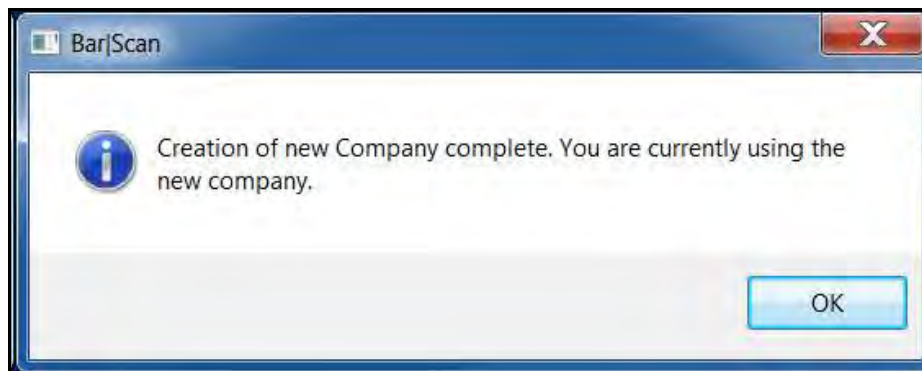 Bar|Scan
Creation of new Company complete. You are currently using the
new company.
OK